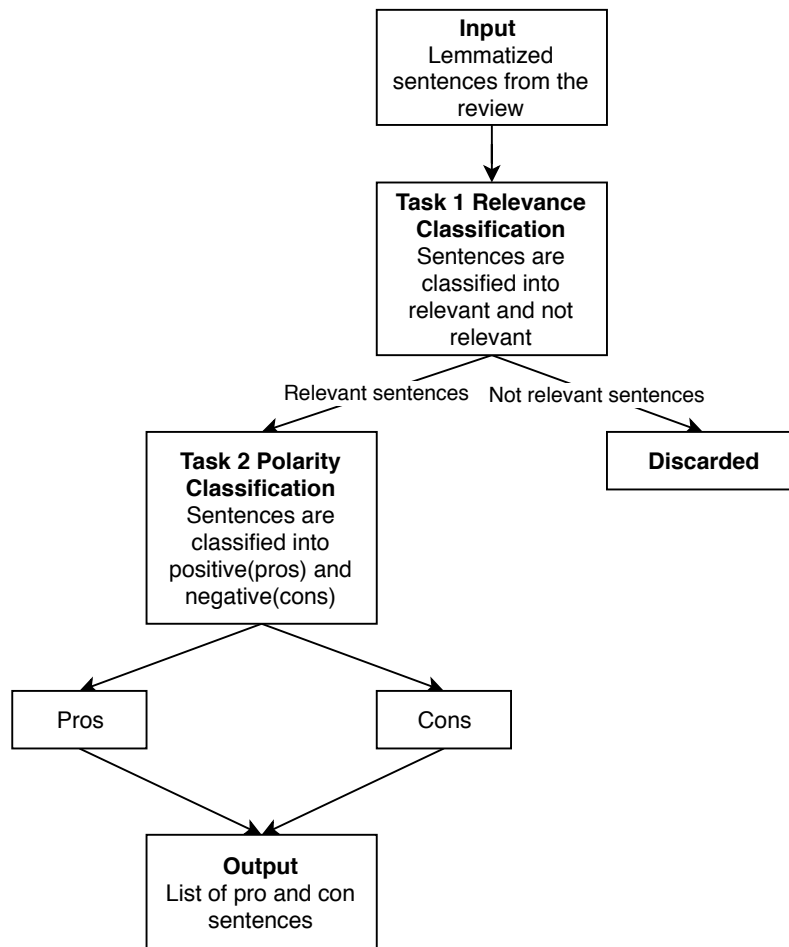 Input
Lemmatized
sentences from the
review
Task 1 Relevance
Classification
Sentences are
classified into
relevant and not
relevant
Relevant sentences
Not relevant sentences
Task 2 Polarity
Classification
Sentences are
classified into
positive(pros) and
negative(cons)
Discarded
Pros
Cons
Output
List of pro and con
sentences